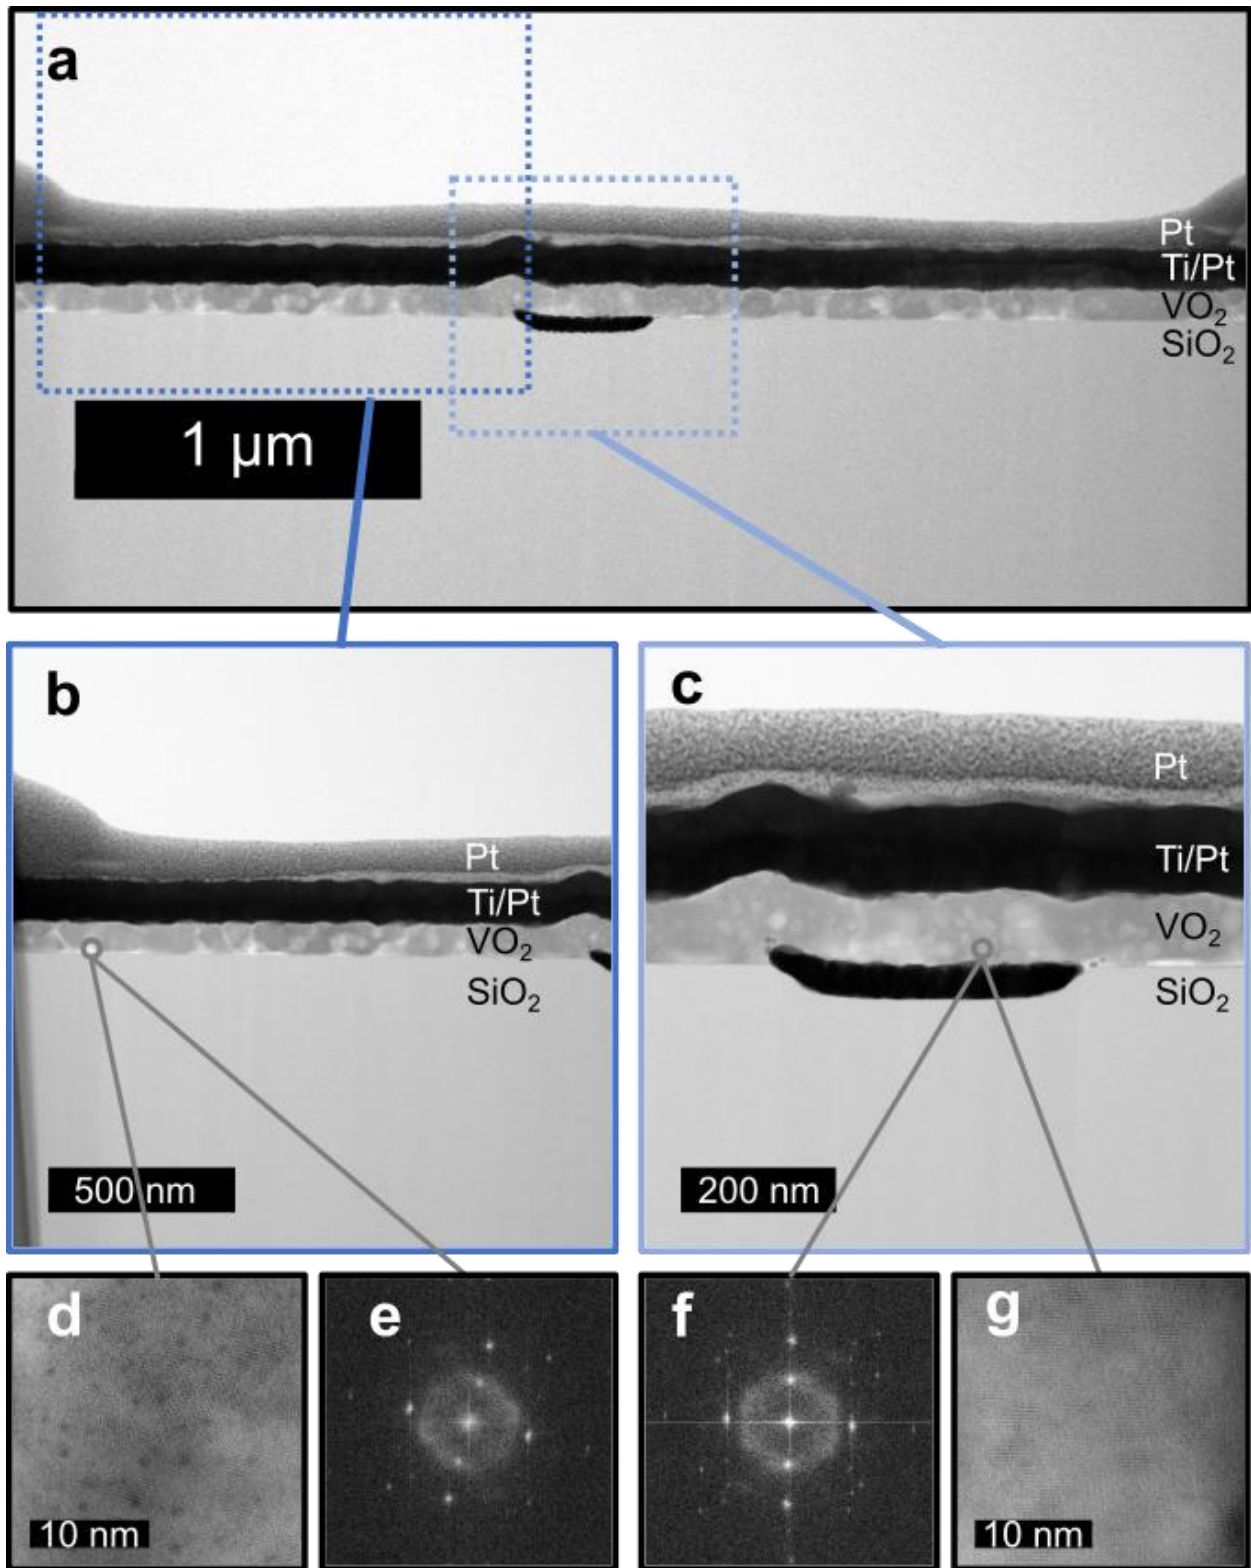 a
Pt
Ti/Pt
VO₂
SiO₂
1 µm
b
Pt
Ti/Pt
VO₂
SiO₂
500 nm
c
Pt
Ti/Pt
VO₂
SiO₂
200 nm
d
10 nm
e
f
g
10 nm